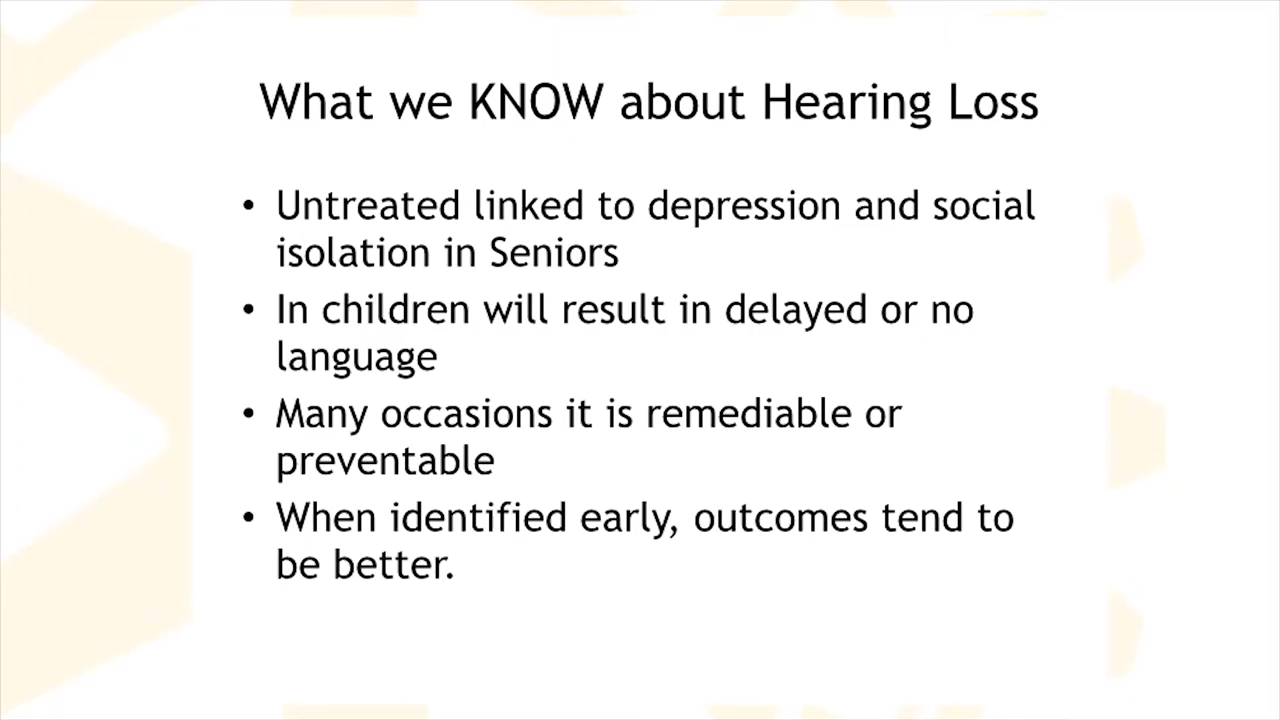 What we KNOW about Hearing Loss
• Untreated linked to depression and social
isolation in Seniors
• In children will result in delayed or no
language
• Many occasions it is remediable or
preventable
• When identified early, outcomes tend to
be better.